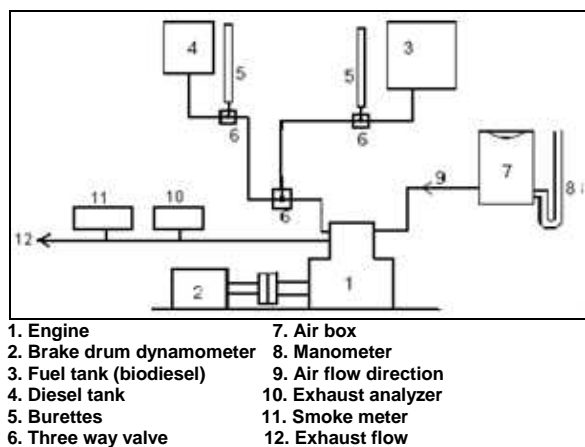 4
5
5
3
6
6
9
7
8
6
11
10
12
1
2
1. Engine
2. Brake drum dynamometer
3. Fuel tank (biodiesel)
4. Diesel tank
5. Burettes
6. Three way valve
7. Air box
8. Manometer
9. Air flow direction
10. Exhaust analyzer
11. Smoke meter
12. Exhaust flow